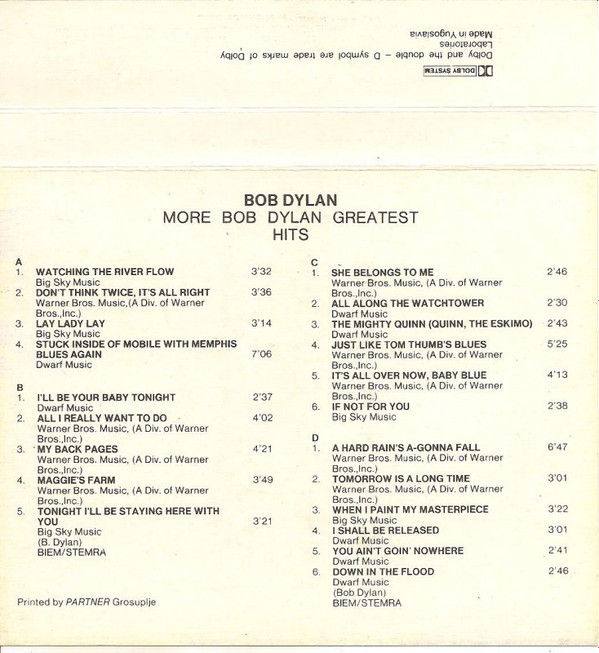 Dolby and the double – D symbol are trade marks of Dolby
Laboratories
Made in Yugoslavia
DOLBY SYSTEM
BOB DYLAN
MORE BOB DYLAN GREATEST
HITS
A
1. WATCHING THE RIVER FLOW 3'32
Big Sky Music
2. DON'T THINK TWICE, IT'S ALL RIGHT 3'36
Warner Bros. Music,(A Div. of Warner
Bros.,Inc.)
3. LAY LADY LAY 3'14
Big Sky Music
4. STUCK INSIDE OF MOBILE WITH MEMPHIS
BLUES AGAIN 7'06
Dwarf Music
B
1. I'LL BE YOUR BABY TONIGHT 2'37
Dwarf Music
2. ALL I REALLY WANT TO DO 4'02
Warner Bros. Music, (A Div. of Warner
Bros.,Inc.)
3. MY BACK PAGES 4'21
Warner Bros. Music, (A Div. of Warner
Bros.,Inc.)
4. MAGGIE'S FARM 3'49
Warner Bros. Music, (A Div. of Warner
Bros.,Inc.)
5. TONIGHT I'LL BE STAYING HERE WITH
YOU 3'21
Big Sky Music
(B. Dylan)
BIEM/STEMRA
Printed by PARTNER Grosuplje
C
1. SHE BELONGS TO ME 2'46
Warner Bros. Music, (A Div. of Warner
Bros.,Inc.)
2. ALL ALONG THE WATCHTOWER 2'30
Dwarf Music
3. THE MIGHTY QUINN (QUINN, THE ESKIMO) 2'43
Dwarf Music
4. JUST LIKE TOM THUMB'S BLUES 5'25
Warner Bros. Music, (A Div. of Warner
Bros.,Inc.)
5. IT'S ALL OVER NOW, BABY BLUE 4'13
Warner Bros. Music, (A Div. of Warner
Bros.,Inc.)
6. IF NOT FOR YOU 2'38
Big Sky Music
D
1. A HARD RAIN'S A-GONNA FALL 6'47
Warner Bros. Music, (A Div. of Warner
Bros.,Inc.)
2. TOMORROW IS A LONG TIME 3'01
Warner Bros. Music, (A Div. of Warner
Bros.,Inc.)
3. WHEN I PAINT MY MASTERPIECE 3'22
Big Sky Music
4. I SHALL BE RELEASED 3'01
Dwarf Music
5. YOU AIN'T GOIN' NOWHERE 2'41
Dwarf Music
6. DOWN IN THE FLOOD 2'46
Dwarf Music
(Bob Dylan)
BIEM/STEMRA